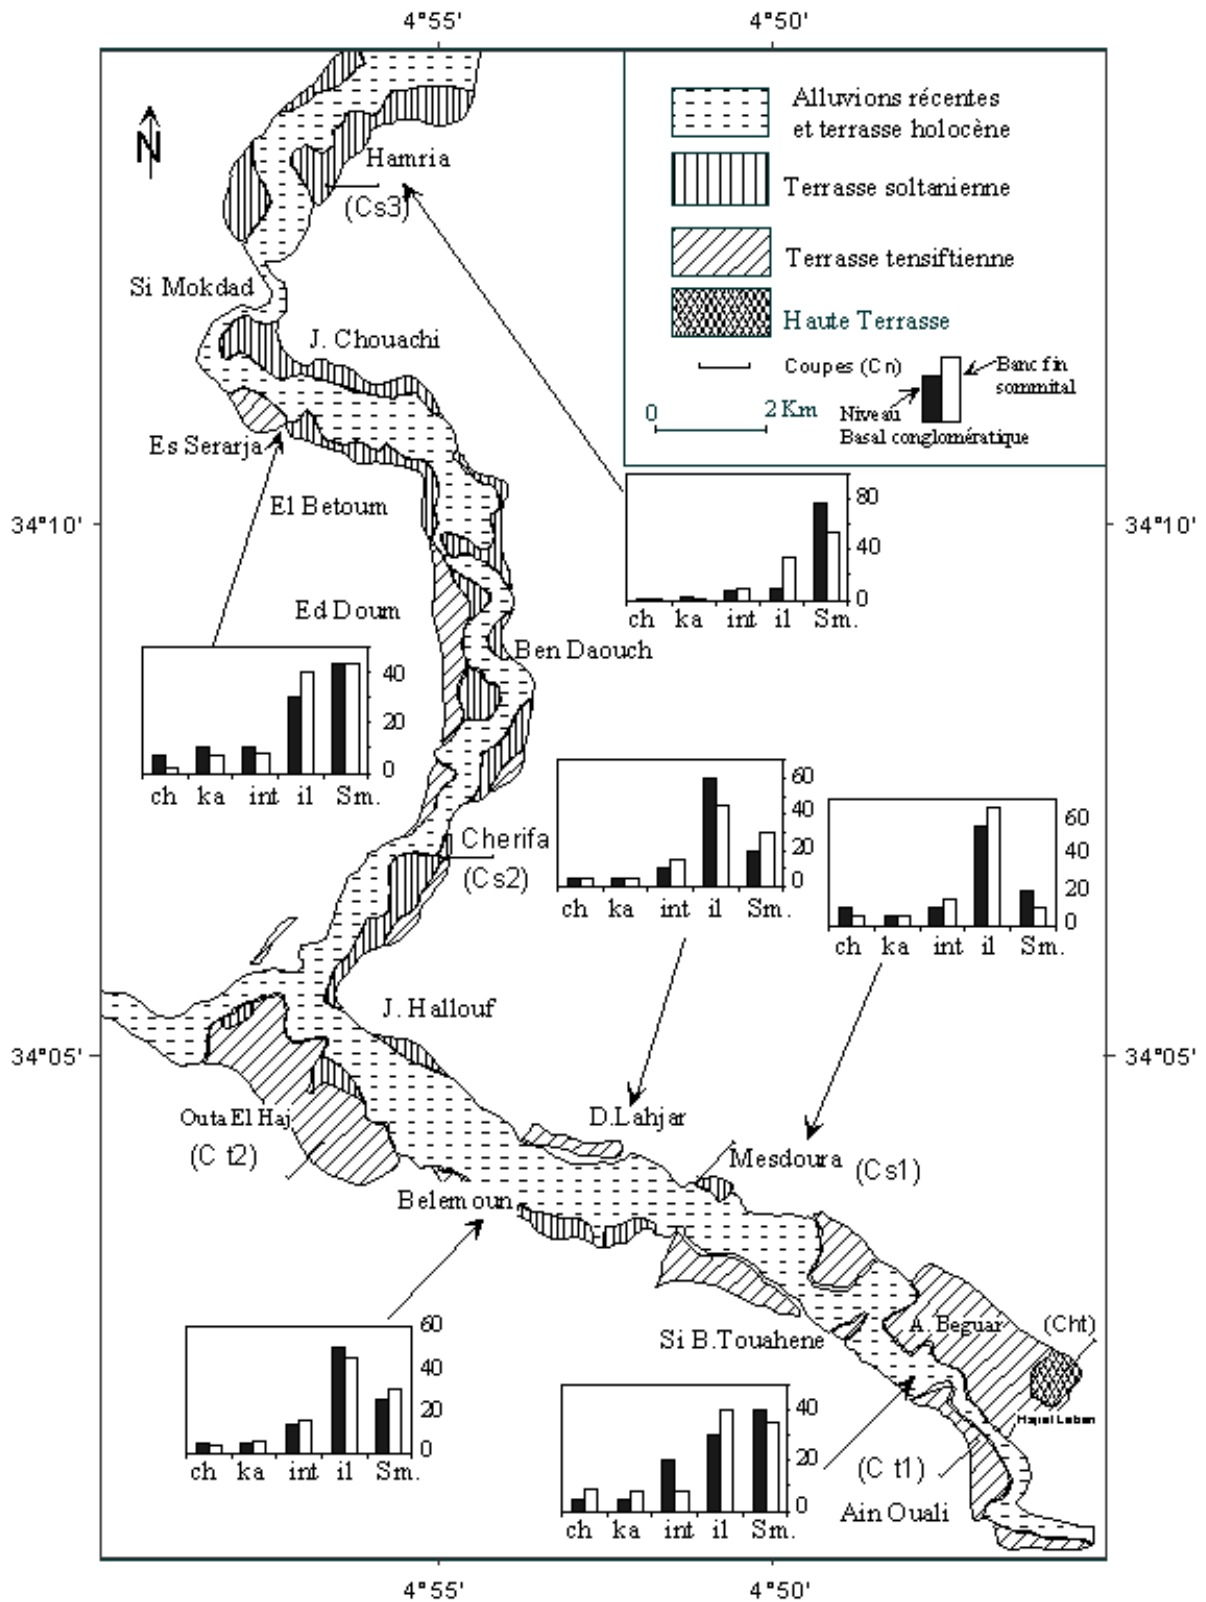 4°55'
4°50'
N
Alluvions récentes
et terrasse holocène
Terrasse soltanienne
Terrasse tensiftienne
Haute Terrasse
Coupes (Cn)
Banc fin
sommital
Niveau
Basal conglomératique
0
2 Km
Hamria
(Cs3)
Si Mokdad
J. Chouachi
Es Serarja
El Betoum
34°10'
34°10'
80
40
0
ch ka int il Sm.
Ed Doum
Ben Daouch
40
20
0
ch ka int il Sm.
60
40
20
0
ch ka int il Sm.
60
40
20
0
ch ka int il Sm.
Cherifa
(Cs2)
J. Hallouf
34°05'
34°05'
Outa El Haj
(C t2)
D.Lahjar
Mesdoura
(Cs1)
Belemoun
Si B.Touahene
A. Beguar
(Cht)
60
40
20
0
ch ka int il Sm.
40
20
0
ch ka int il Sm.
(C t1)
Ain Ouali
4°55'
4°50'